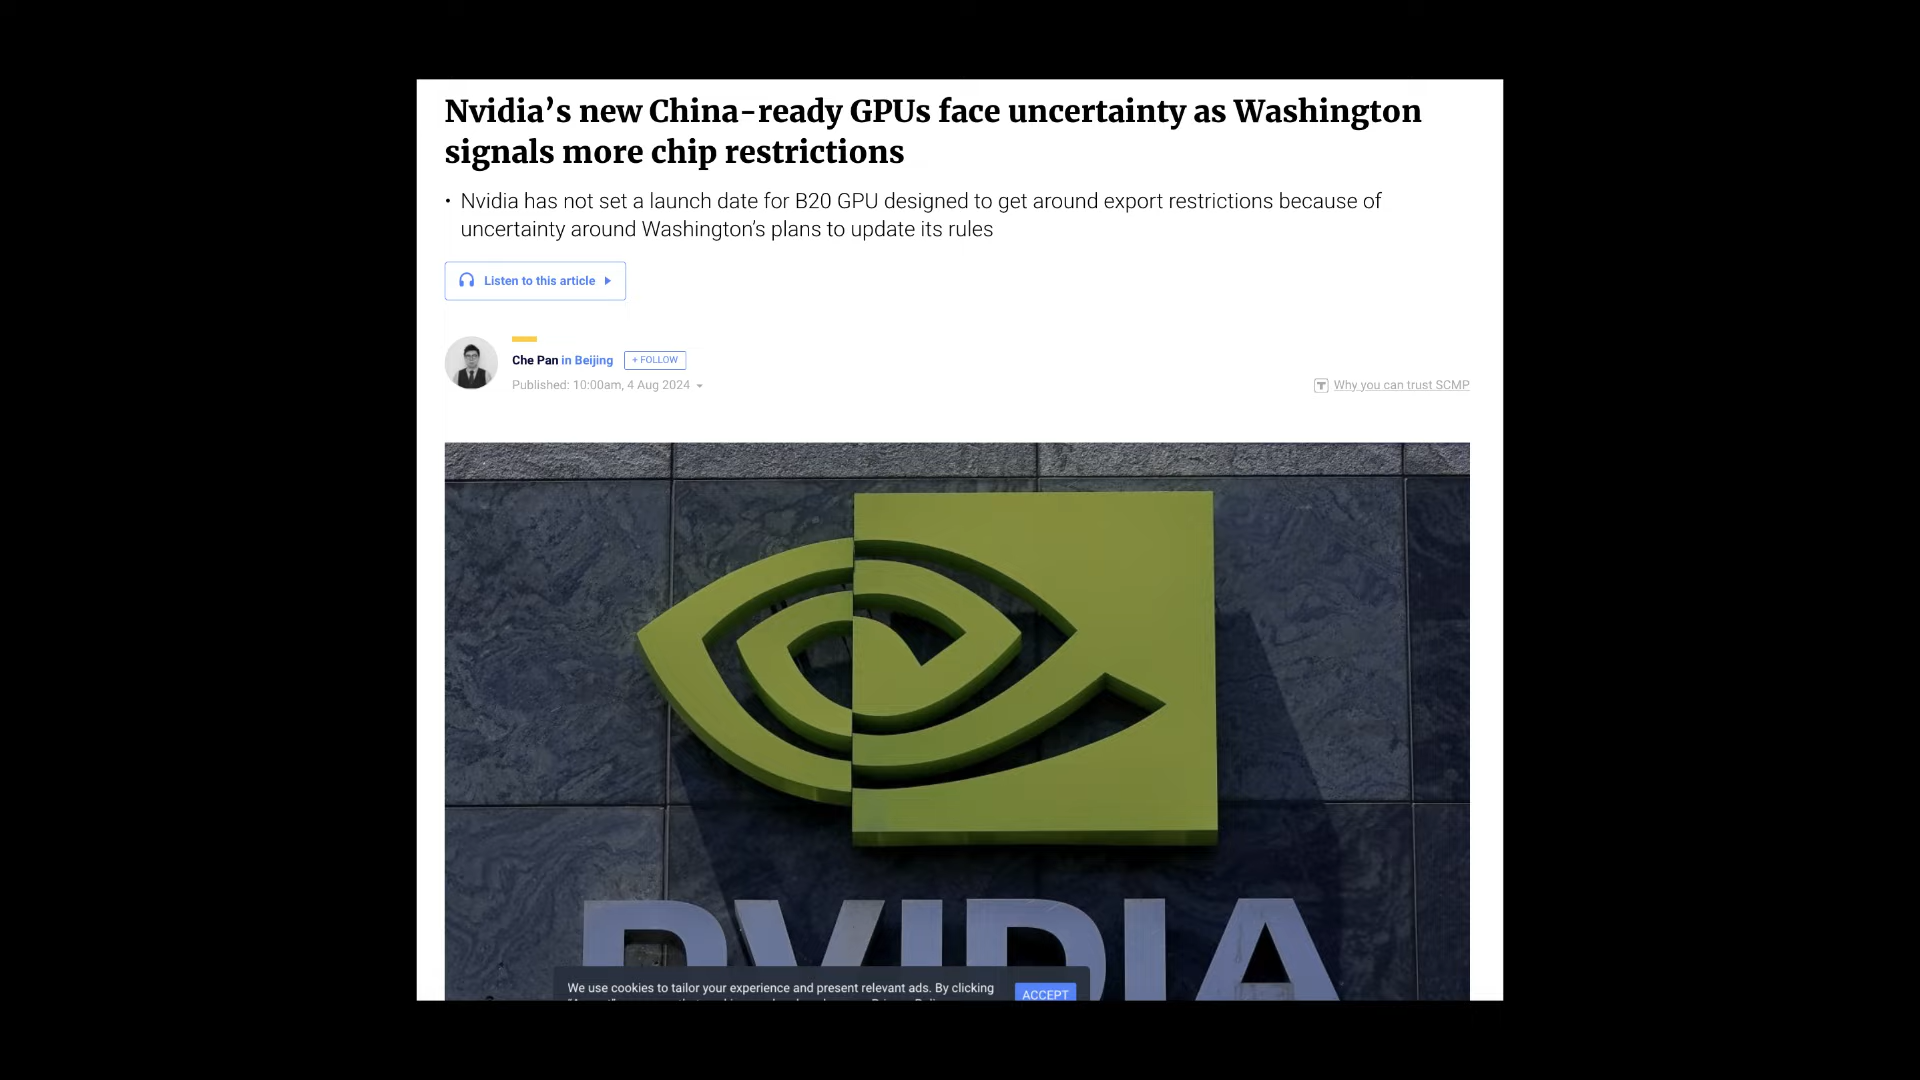 Nvidia’s new China-ready GPUs face uncertainty as Washington
signals more chip restrictions
• Nvidia has not set a launch date for B20 GPU designed to get around export restrictions because of
uncertainty around Washington’s plans to update its rules
Listen to this article
Che Pan in Beijing + FOLLOW
Published: 10:00am, 4 Aug 2024
Why you can trust SCMP
NVIDIA
We use cookies to tailor your experience and present relevant ads. By clicking
ACCEPT